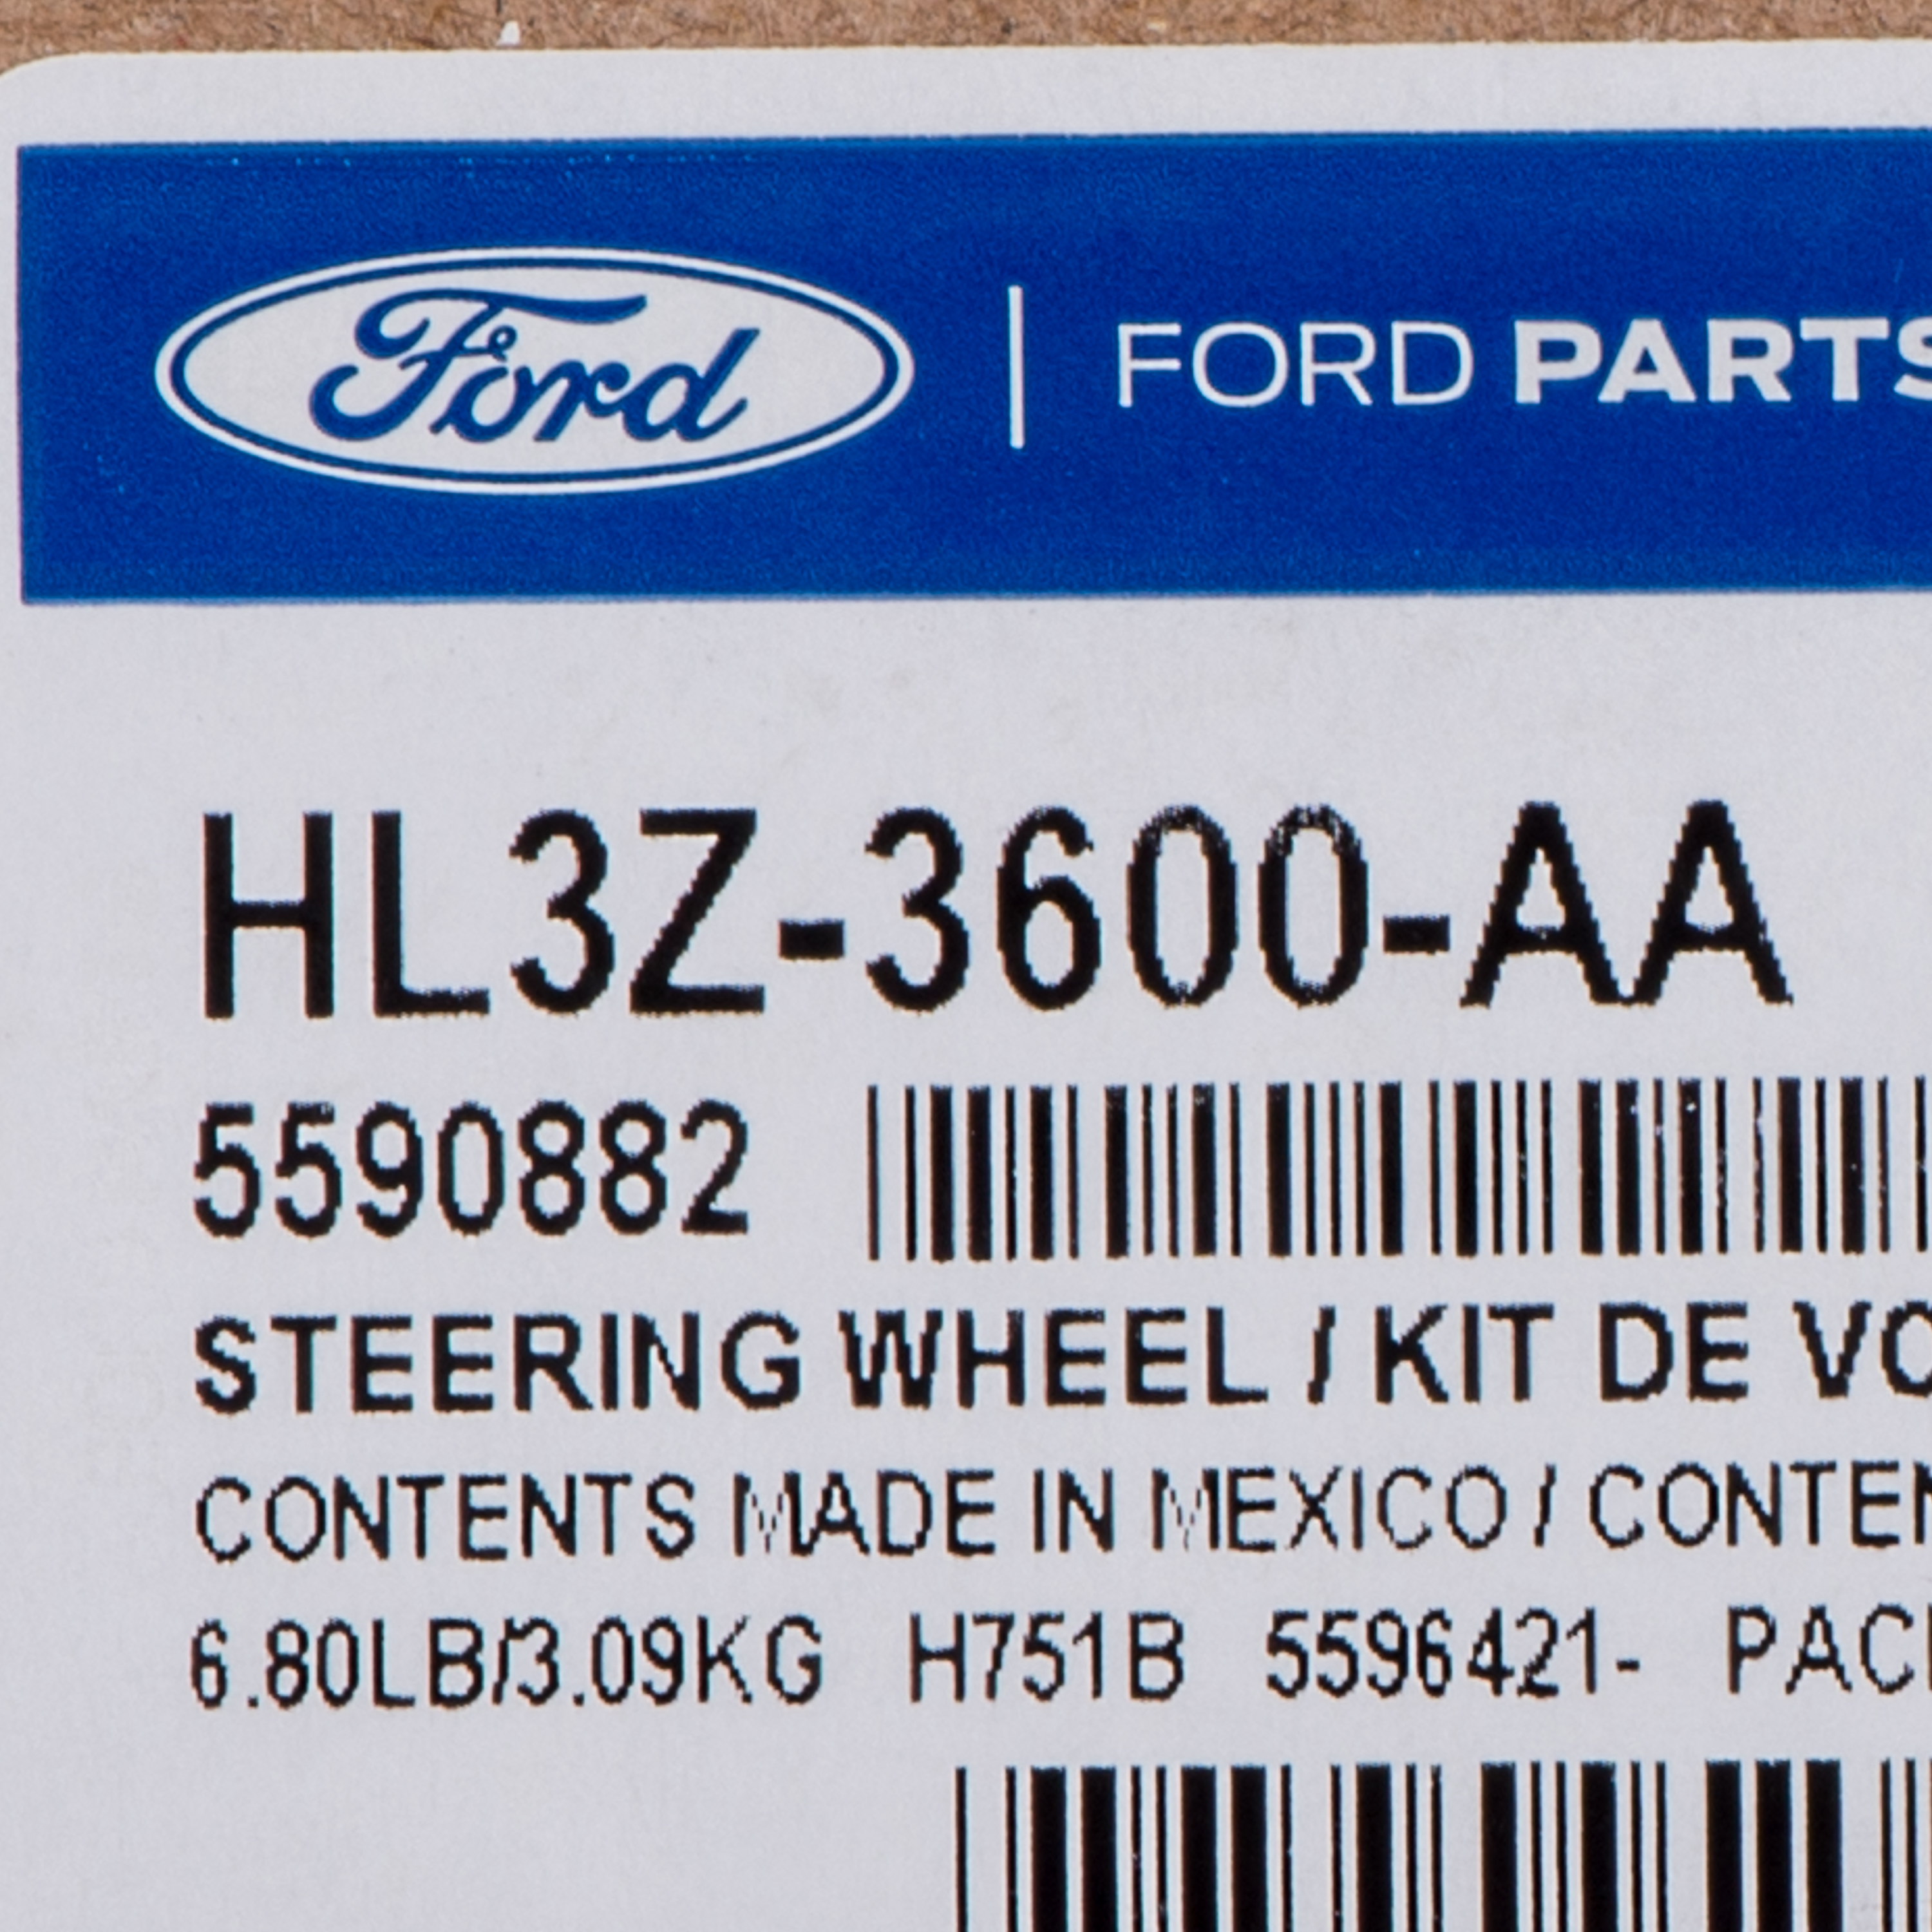 Ford | FORD PARTS
HL3Z-3600-AA
5590882
STEERING WHEEL / KIT DE VO
CONTENTS MADE IN MEXICO / CONTEN
6.80LB/3.09KG H751B 5596421- PAC